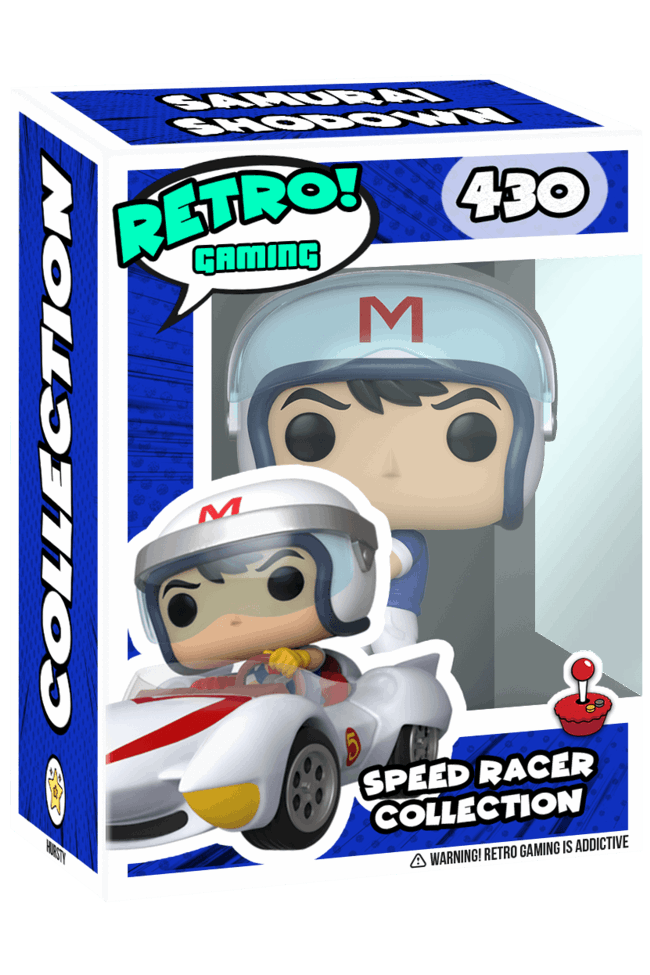 SAMURAI
SHODOWN
RETRO!
GAMING
430
COLLECTION
M
M
5
SPEED RACER
COLLECTION
HURSTY
WARNING! RETRO GAMING IS ADDICTIVE